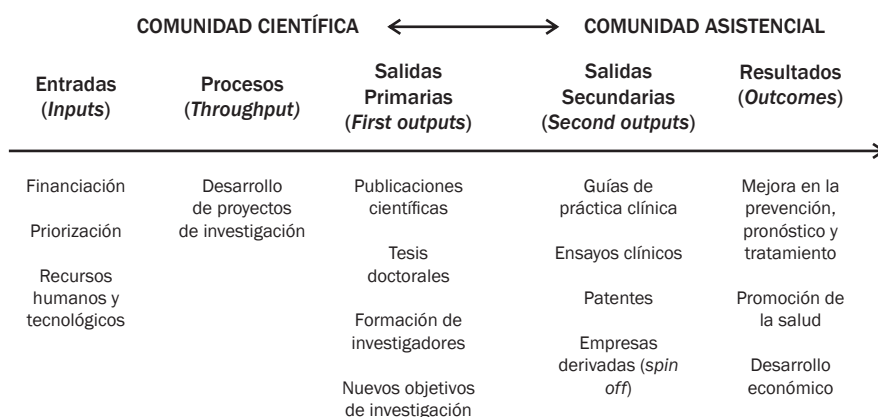 COMUNIDAD CIENTÍFICA
COMUNIDAD ASISTENCIAL
Entradas
(Inputs)
Procesos
(Throughput)
Salidas
Primarias
(First outputs)
Salidas
Secundarias
(Second outputs)
Resultados
(Outcomes)
Financiación
Priorización
Recursos
humanos y
tecnológicos
Desarrollo
de proyectos
de investigación
Publicaciones
científicas
Tesis
doctorales
Formación de
investigadores
Nuevos objetivos
de investigación
Guías de
práctica clínica
Ensayos clínicos
Patentes
Empresas
derivadas (spin
off)
Mejora en la
prevención,
pronóstico y
tratamiento
Promoción de
la salud
Desarrollo
económico